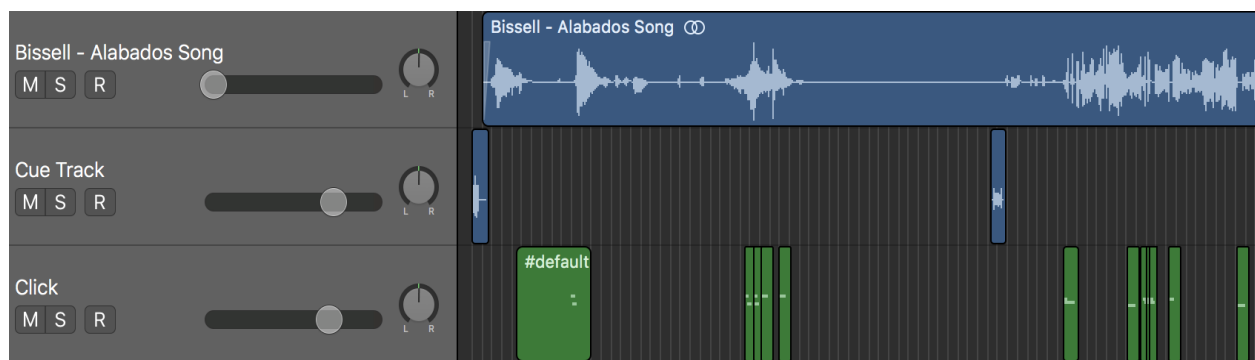 Bissell - Alabados Song
M S R
L R
Bissell - Alabados Song
Cue Track
M S R
L R
Click
M S R
L R
#default